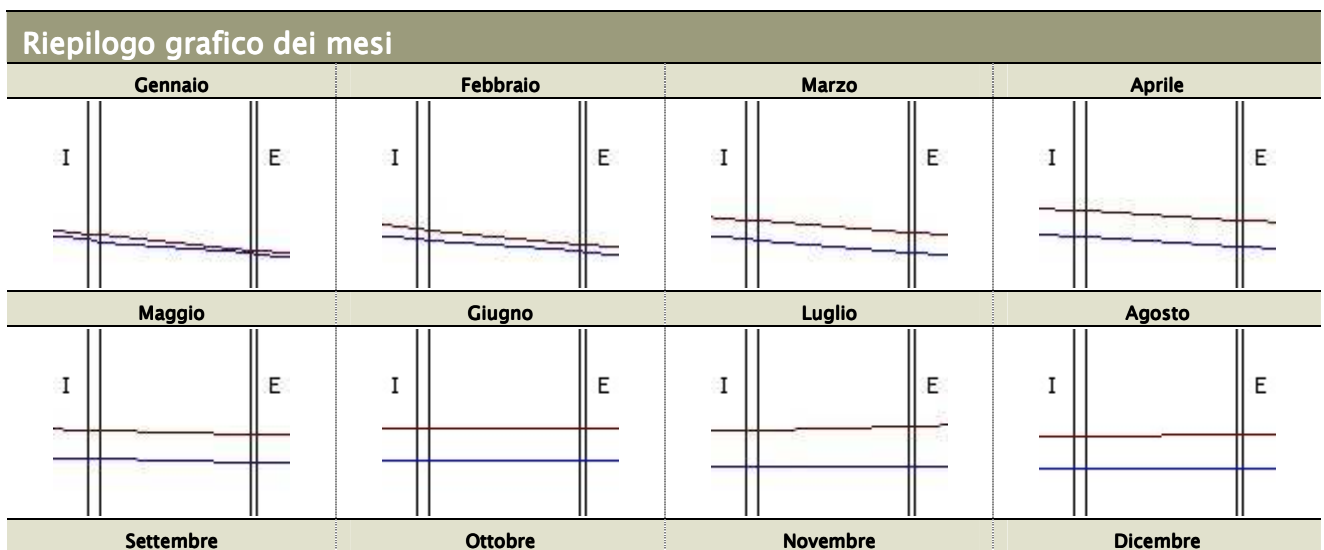 Riepilogo grafico dei mesi
Gennaio Febbraio Marzo Aprile
I E I E I E I E
Maggio Giugno Luglio Agosto
I E I E I E I E
Settembre Ottobre Novembre Dicembre